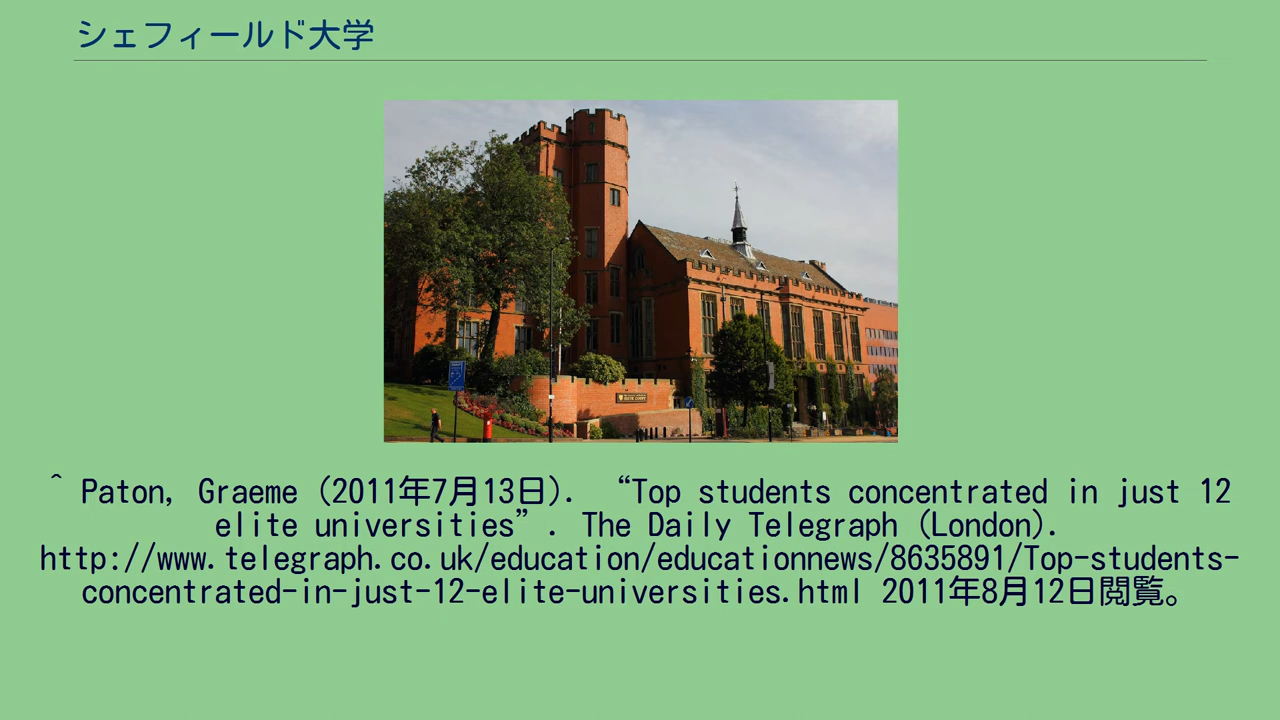 シェフィールド大学
^ Paton, Graeme (2011年7月13日). “Top students concentrated in just 12
elite universities”. The Daily Telegraph (London).
http://www.telegraph.co.uk/education/educationnews/8635891/Top-students-
concentrated-in-just-12-elite-universities.html 2011年8月12日閲覧。